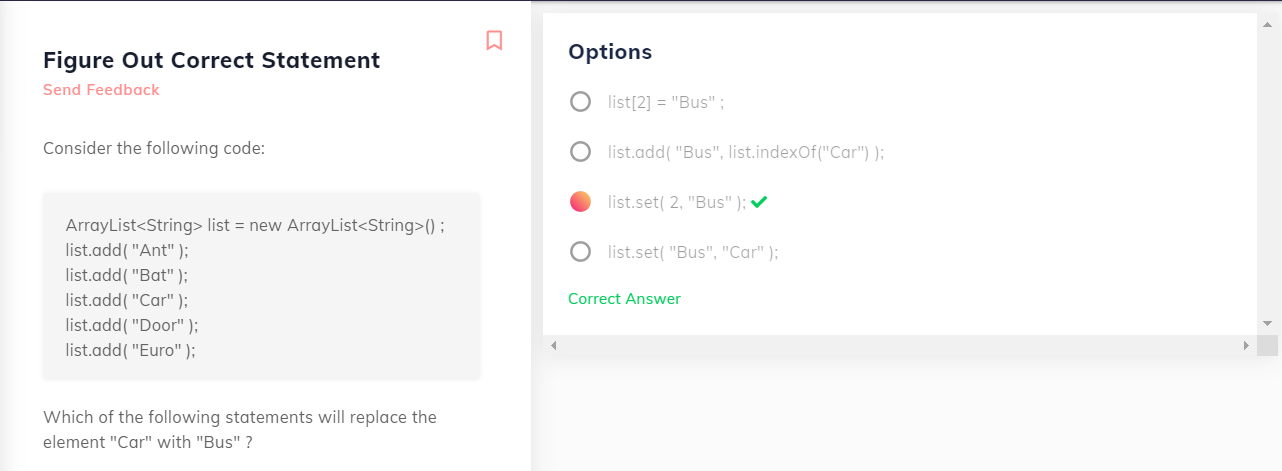 Figure Out Correct Statement
Send Feedback
Consider the following code:
ArrayList<String> list = new ArrayList<String>() ;
list.add( "Ant" );
list.add( "Bat" );
list.add( "Car" );
list.add( "Door" );
list.add( "Euro" );
Which of the following statements will replace the
element "Car" with "Bus" ?
Options
list[2] = "Bus" ;
list.add( "Bus", list.indexOf("Car") );
list.set( 2, "Bus" );
list.set( "Bus", "Car" );
Correct Answer